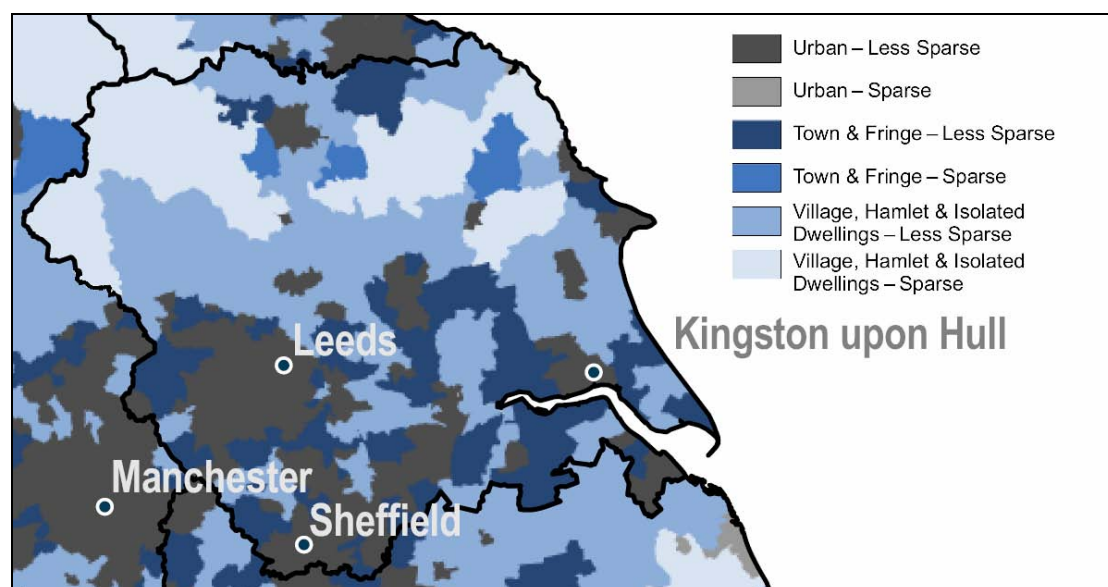 Urban – Less Sparse
Urban – Sparse
Town & Fringe – Less Sparse
Town & Fringe – Sparse
Village, Hamlet & Isolated
Dwellings – Less Sparse
Village, Hamlet & Isolated
Dwellings – Sparse
Kingston upon Hull
Leeds
Manchester
Sheffield